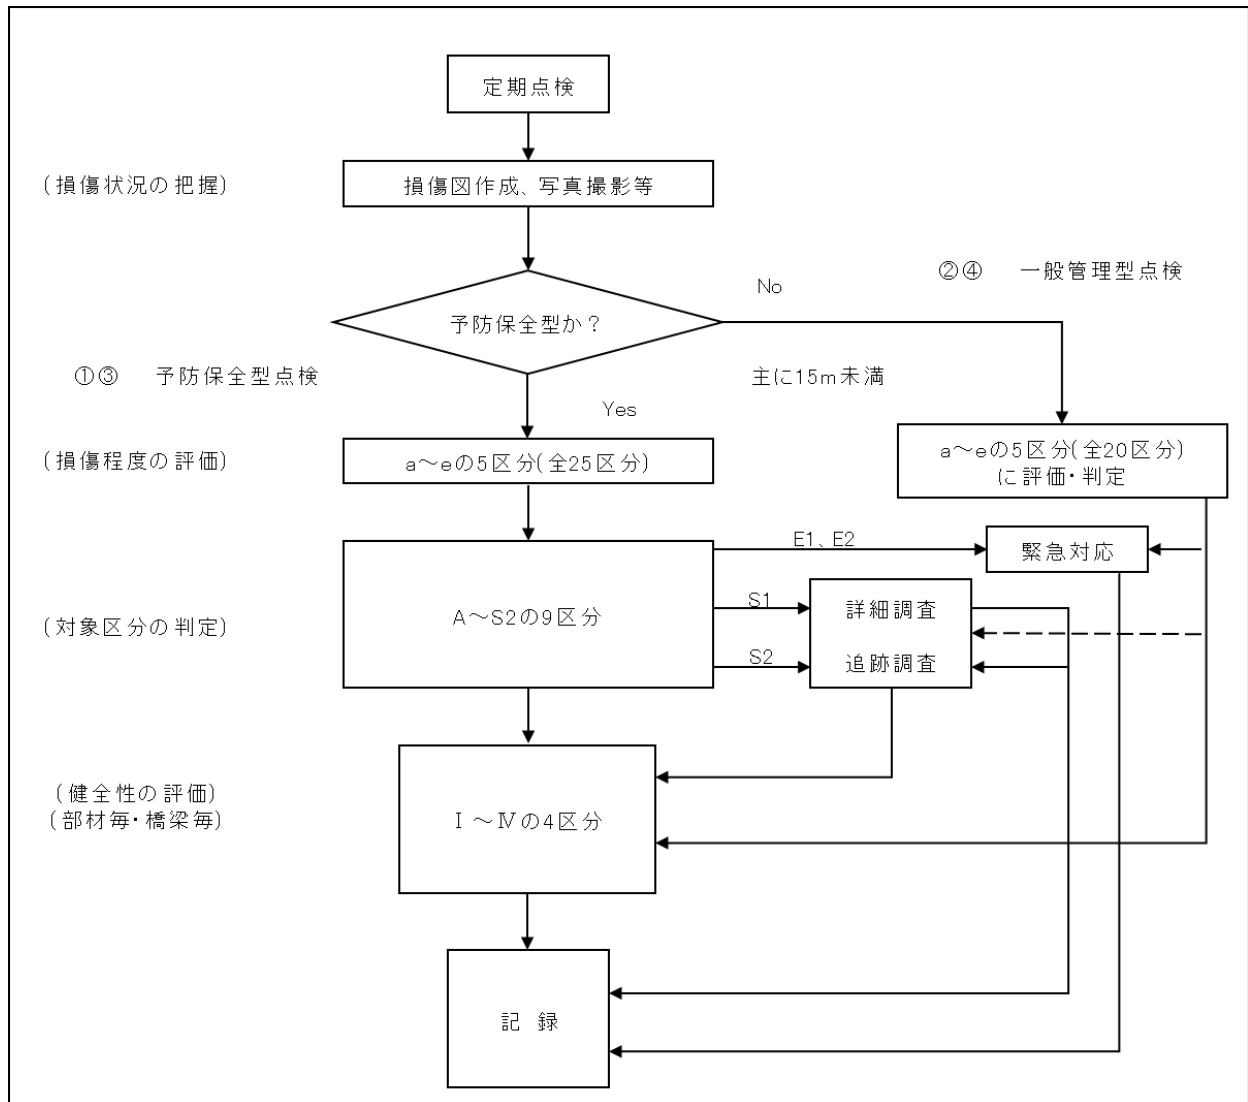 定期点検
(損傷状況の把握)
損傷図作成、写真撮影等
②④ 一般管理型点検
No
予防保全型か？
①③ 予防保全型点検
主に15m未満
Yes
(損傷程度の評価)
a～eの5区分(全25区分)
a～eの5区分(全20区分)
に評価・判定
E1、E2
緊急対応
S1
詳細調査
A～S2の9区分
(対象区分の判定)
S2
追跡調査
(健全性の評価)
(部材毎・橋梁毎)
Ⅰ～Ⅳの4区分
記 録